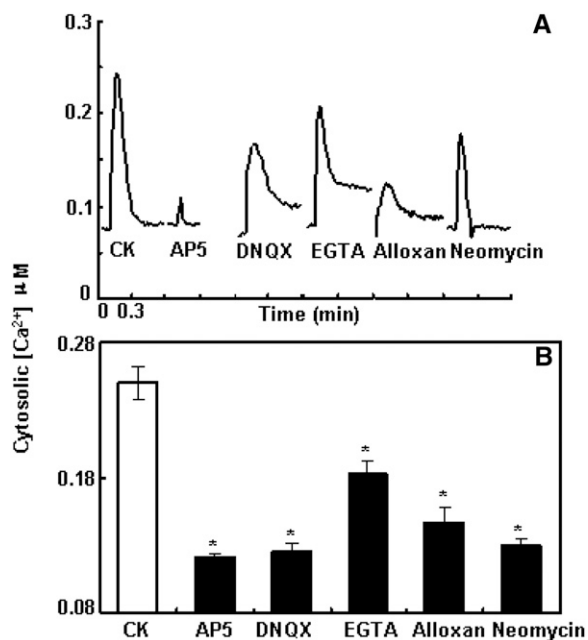 A
0.3
0.2
0.1
0
CK AP5 DNQX EGTA Alloxan Neomycin
0 0.3 Time (min)
Cytosolic [Ca²⁺] μM
B
0.28
0.18
0.08
*
*
*
*
*
CK AP5 DNQX EGTA Alloxan Neomycin